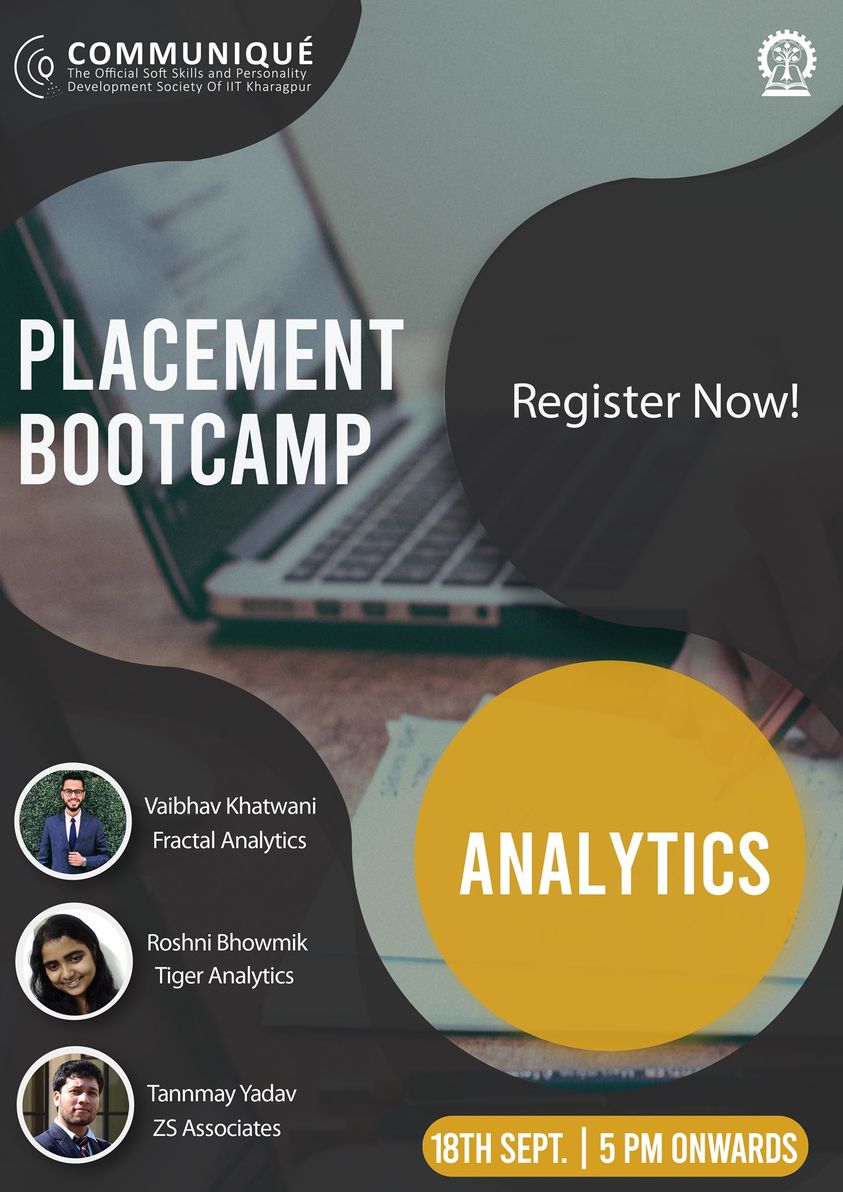 COMMUNIQUÉ
The Official Soft Skills and Personality
Development Society Of IIT Kharagpur
PLACEMENT
BOOTCAMP
Register Now!
ANALYTICS
Vaibhav Khatwani
Fractal Analytics
Roshni Bhowmik
Tiger Analytics
Tannmay Yadav
ZS Associates
18TH SEPT. | 5 PM ONWARDS